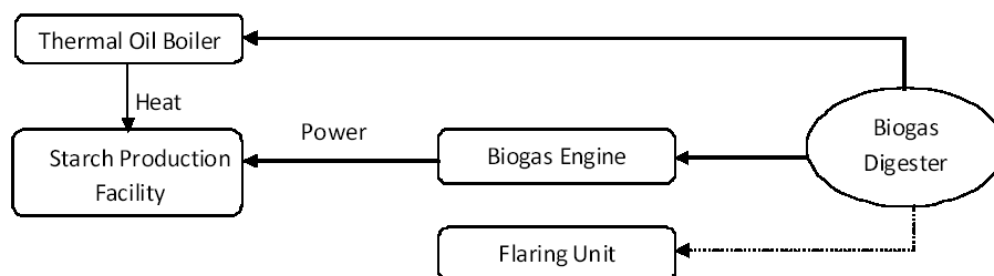 Thermal Oil Boiler
Heat
Starch Production
Facility
Power
Biogas Engine
Biogas
Digester
Flaring Unit